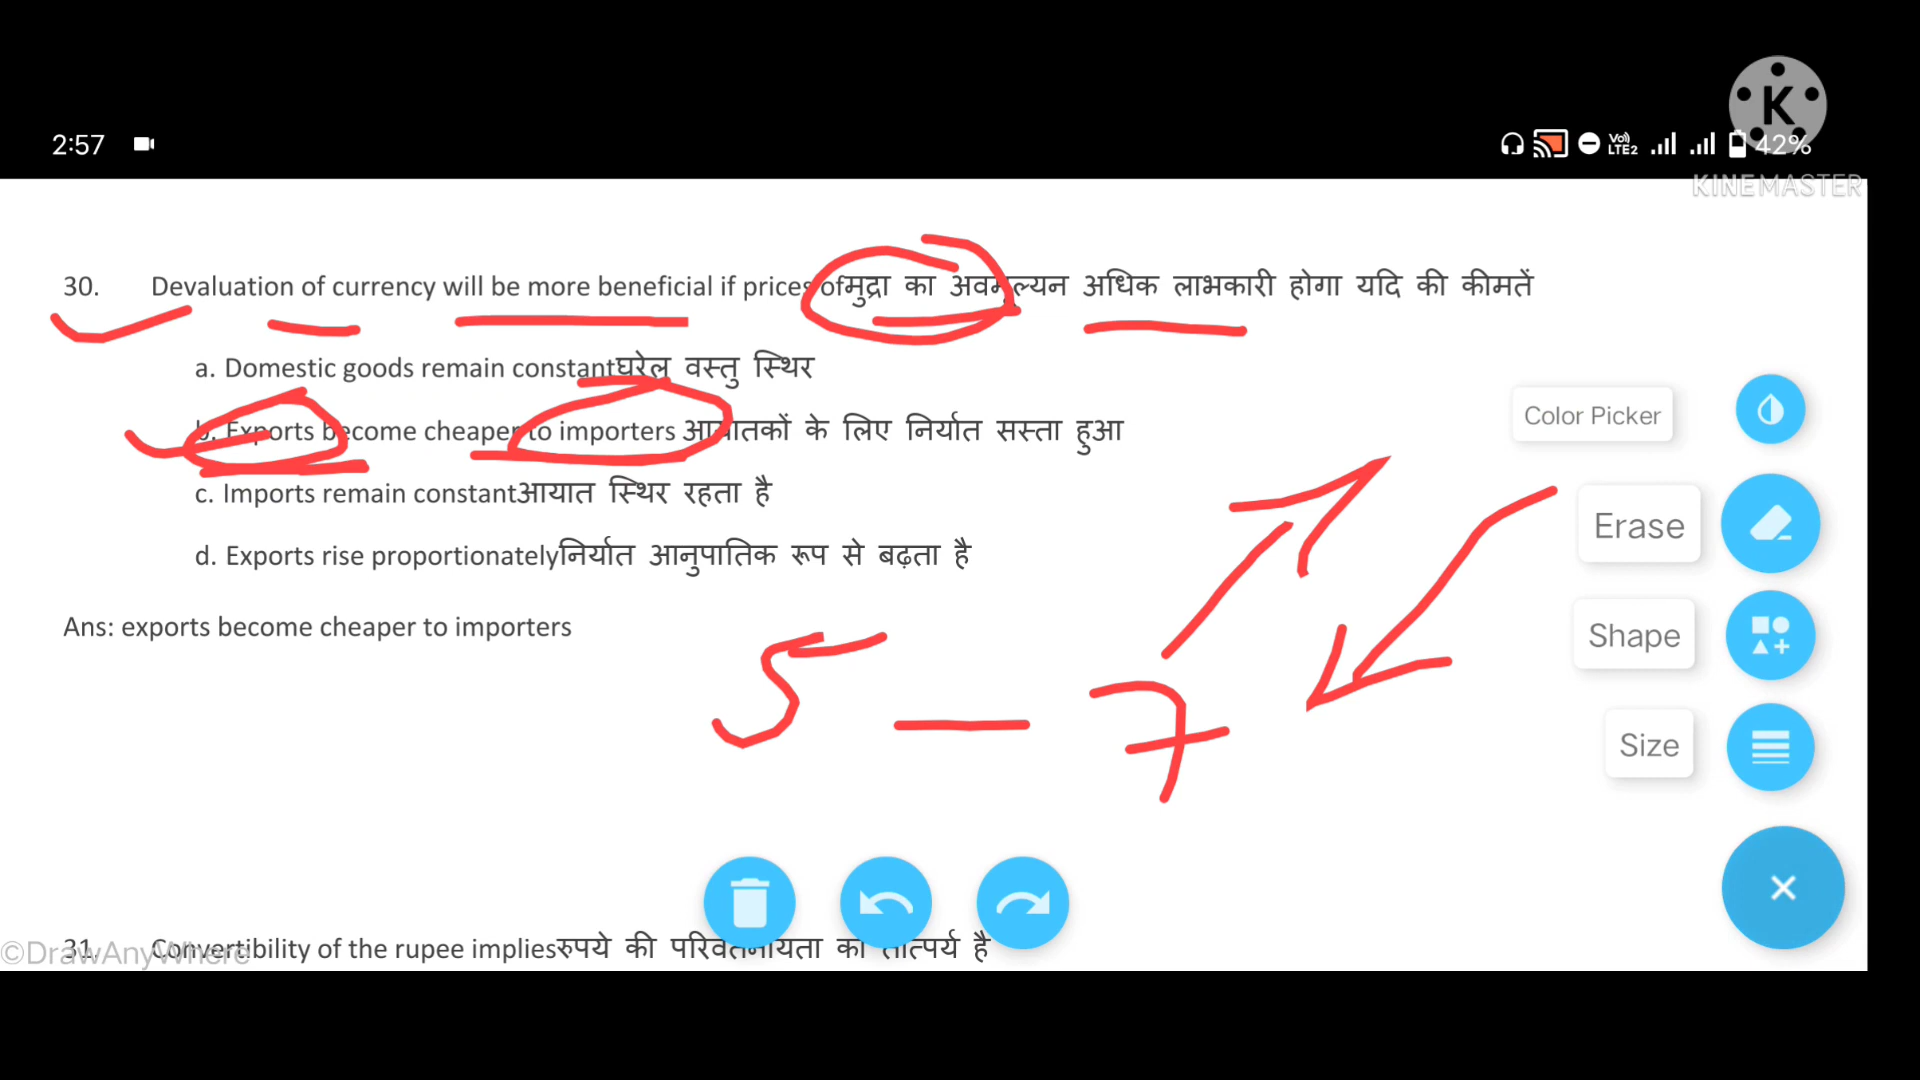 2:57
Vo) LTE2 42%
K
KINEMASTER
30. Devaluation of currency will be more beneficial if prices ofमुद्रा का अवमूल्यन अधिक लाभकारी होगा यदि की कीमतें
a. Domestic goods remain constantघरेलू वस्तु स्थिर
b. Exports become cheaper to importers आयातकों के लिए निर्यात सस्ता हुआ
c. Imports remain constantआयात स्थिर रहता है
d. Exports rise proportionatelyनिर्यात आनुपातिक रूप से बढ़ता है
Ans: exports become cheaper to importers
5 — 7
Color Picker
Erase
Shape
Size
31. Convertibility of the rupee impliesरुपये की परिवर्तनीयता का तात्पर्य है
©DrawAnyWhere